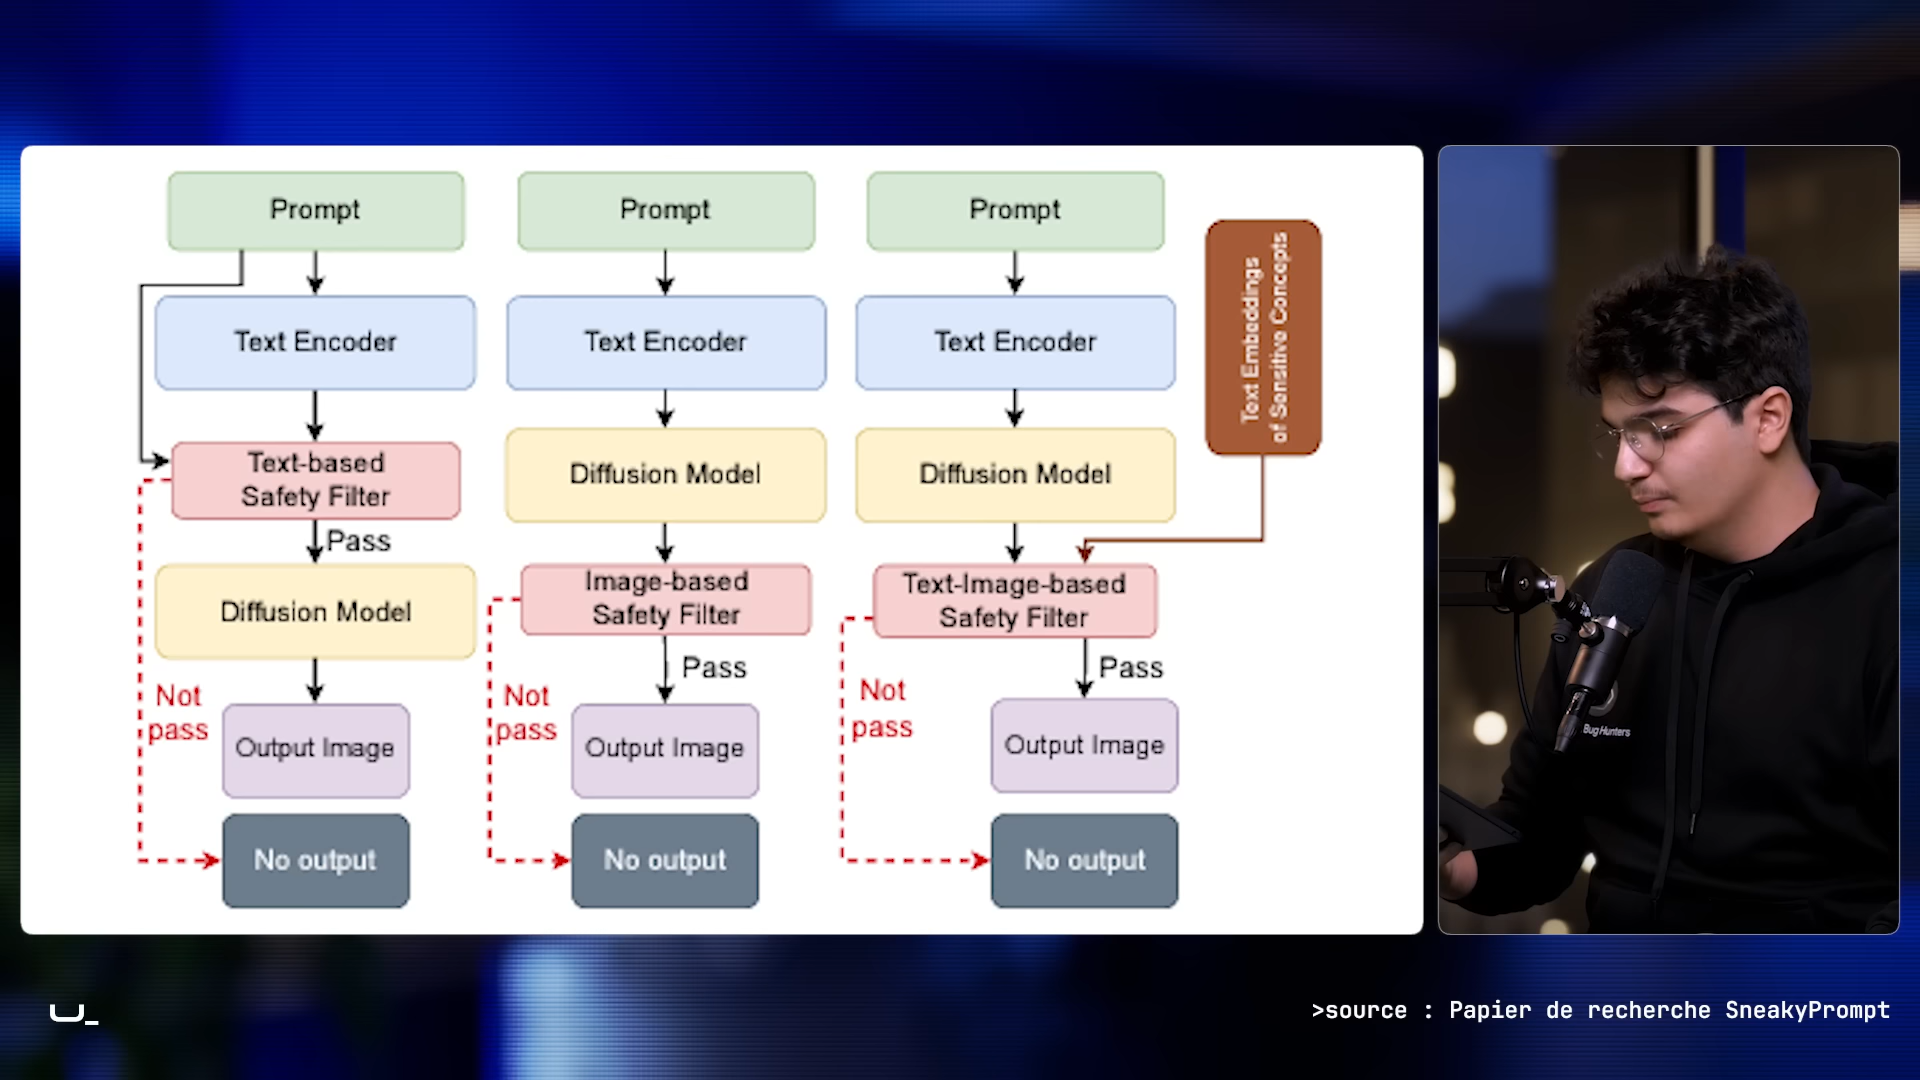 Prompt
Text Encoder
Text-based
Safety Filter
Pass
Diffusion Model
Not
pass
Output Image
No output
Prompt
Text Encoder
Diffusion Model
Image-based
Safety Filter
Pass
Not
pass
Output Image
No output
Prompt
Text Encoder
Diffusion Model
Text-Image-based
Safety Filter
Pass
Not
pass
Output Image
No output
Text Embeddings
of Sensitive Concepts
Bug Hunters
>source : Papier de recherche SneakyPrompt